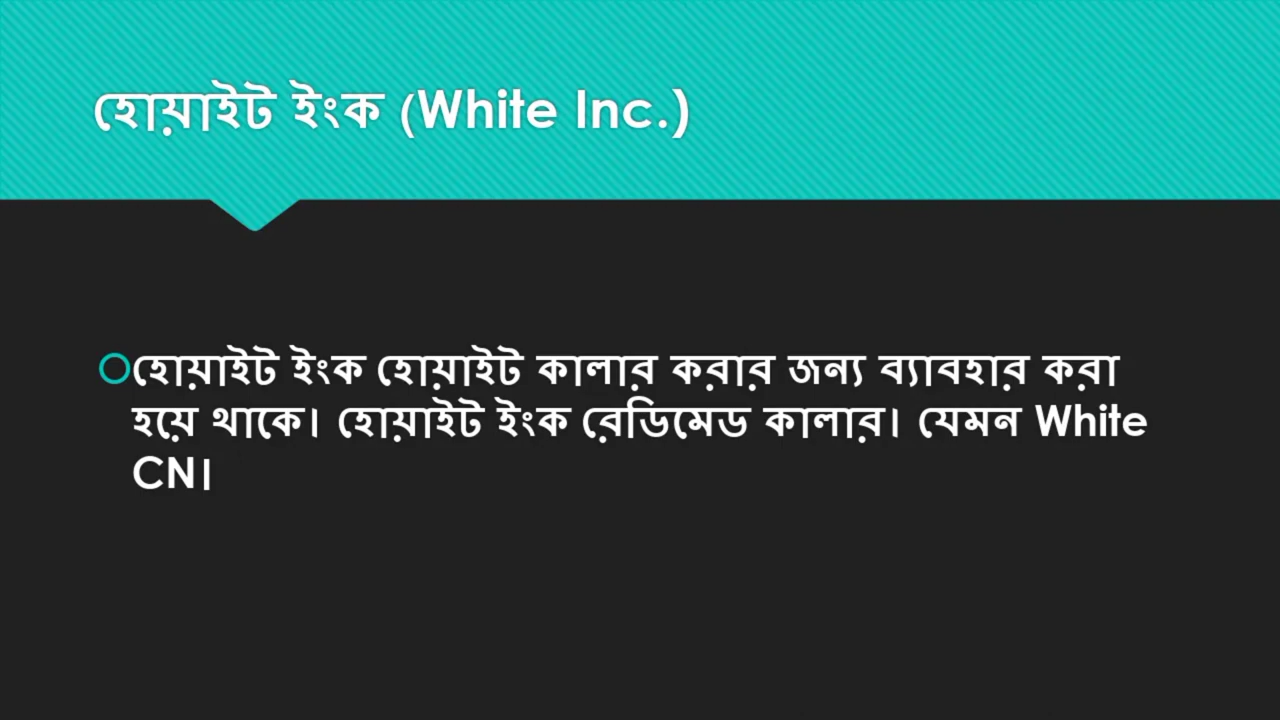 হোয়াইট ইংক (White Inc.)
হোয়াইট ইংক হোয়াইট কালার করার জন্য ব্যাবহার করা
হয়ে থাকে। হোয়াইট ইংক রেডিমেড কালার। যেমন White
CN।